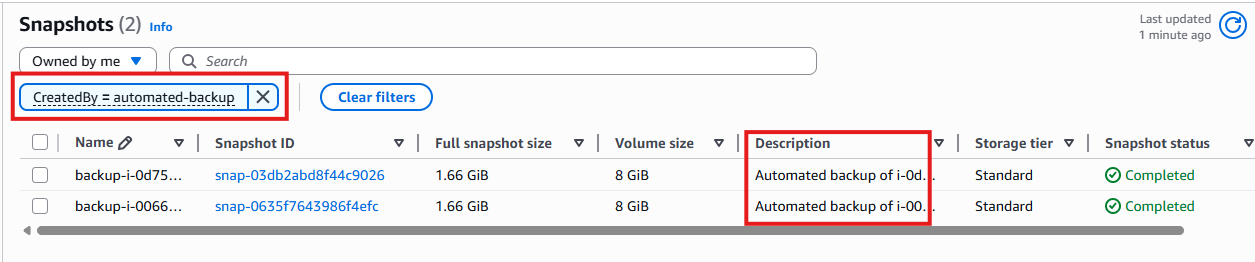 Snapshots (2) Info
Last updated
1 minute ago
Owned by me
Search
CreatedBy = automated-backup
Clear filters
Name Snapshot ID Full snapshot size Volume size Description Storage tier Snapshot status
backup-i-0d75... snap-03db2abd8f44c9026 1.66 GiB 8 GiB Automated backup of i-0d... Standard Completed
backup-i-0066... snap-0635f7643986f4efc 1.66 GiB 8 GiB Automated backup of i-00... Standard Completed